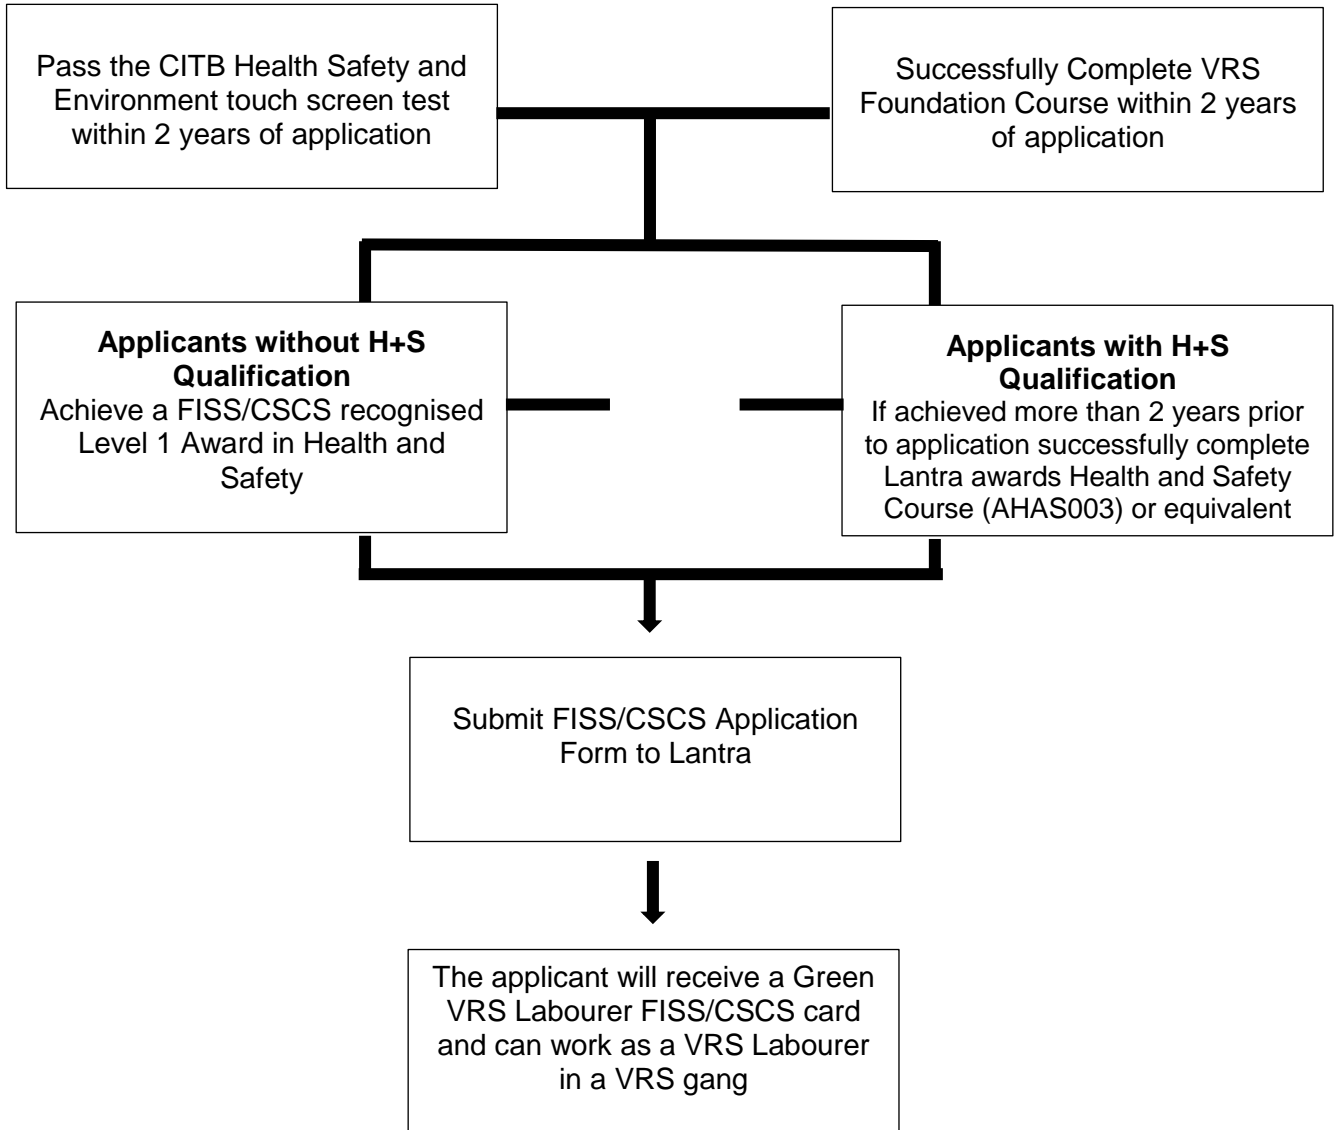 Pass the CITB Health Safety and
Environment touch screen test
within 2 years of application
Successfully Complete VRS
Foundation Course within 2 years
of application
Applicants without H+S
Qualification
Achieve a FISS/CSCS recognised
Level 1 Award in Health and
Safety
Applicants with H+S
Qualification
If achieved more than 2 years prior
to application successfully complete
Lantra awards Health and Safety
Course (AHAS003) or equivalent
Submit FISS/CSCS Application
Form to Lantra
The applicant will receive a Green
VRS Labourer FISS/CSCS card
and can work as a VRS Labourer
in a VRS gang